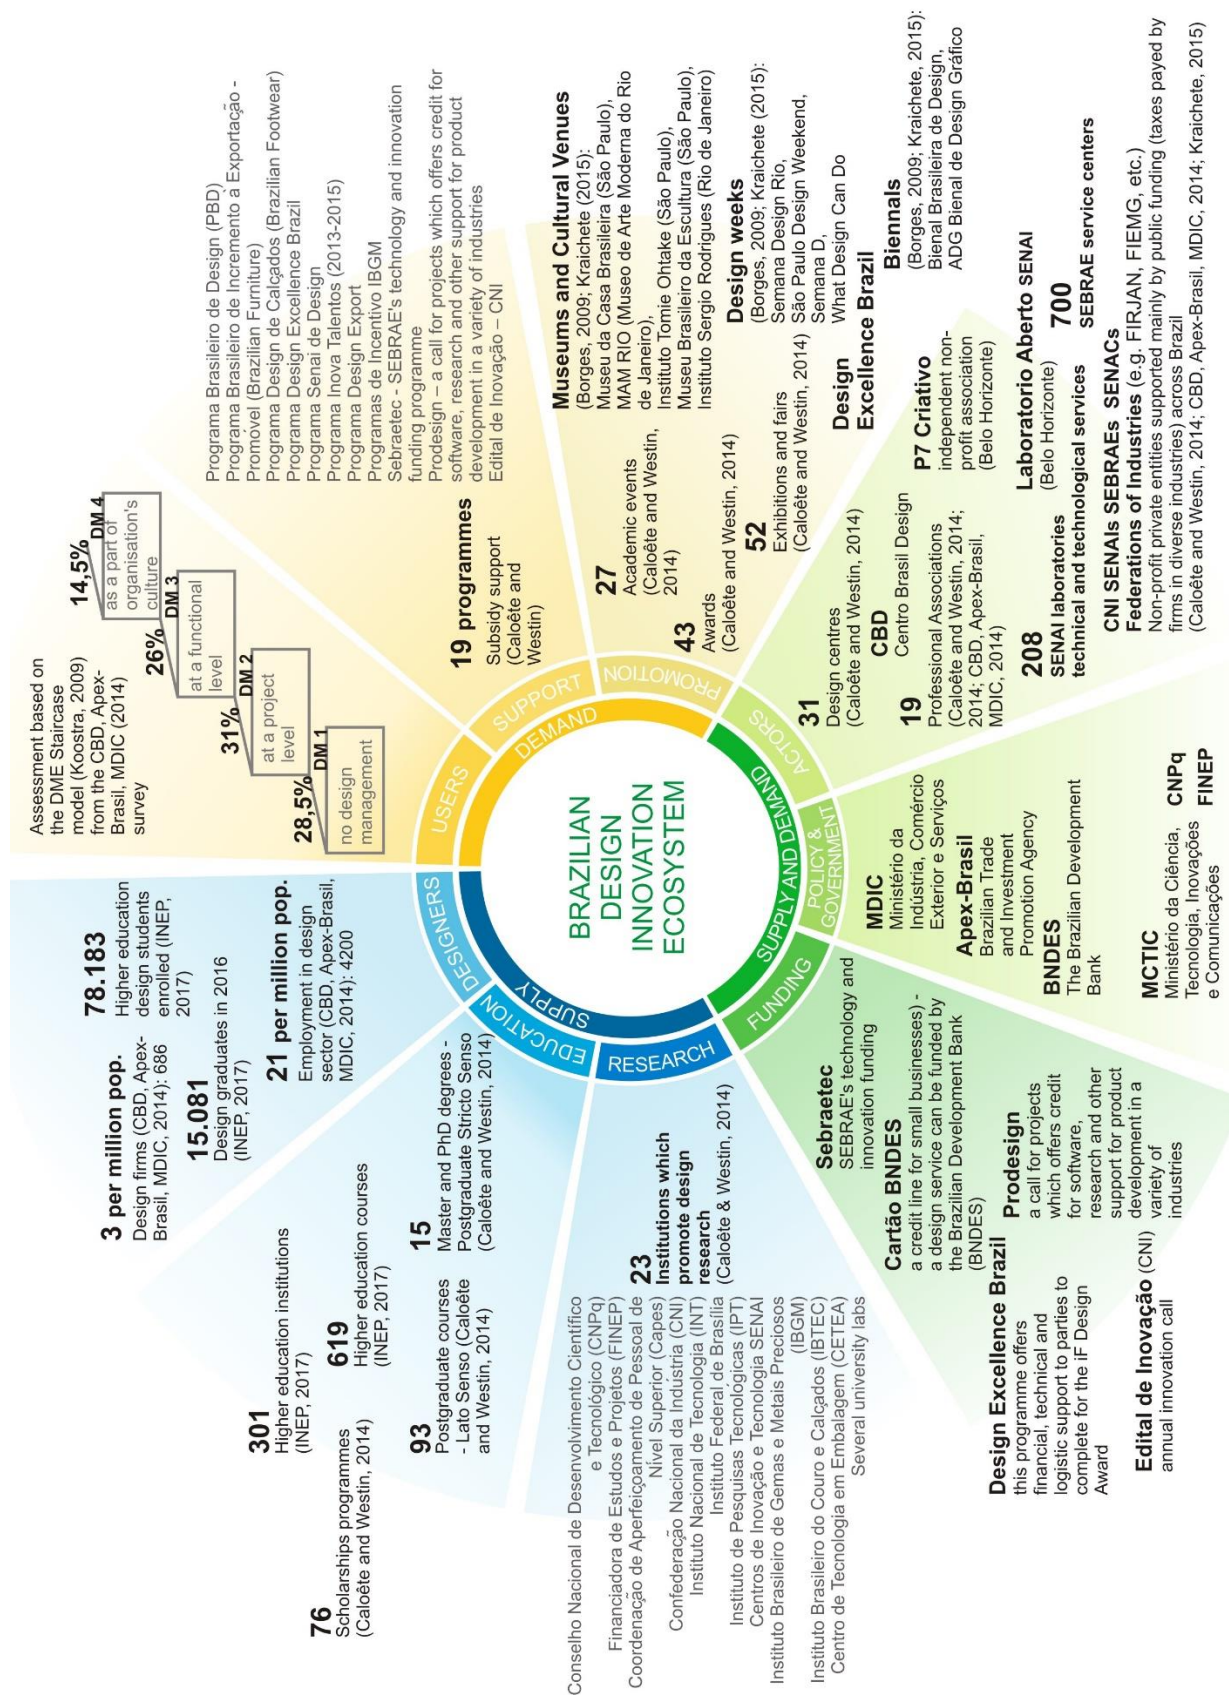 BRAZILIAN
DESIGN
INNOVATION
ECOSYSTEM
SUPPLY
DEMAND
SUPPLY AND DEMAND
DESIGNERS
EDUCATION
RESEARCH
FUNDING
POLICY &
GOVERNMENT
ACTORS
PROMOTION
SUPPORT
USERS
3 per million pop.
Design firms (CBD, Apex-
Brasil, MDIC, 2014): 686
78.183
Higher education
design students
enrolled (INEP,
2017)
15.081
Design graduates in 2016
(INEP, 2017)
21 per million pop.
Employment in design
sector (CBD, Apex-Brasil,
MDIC, 2014): 4200
Assessment based on
the DME Staircase
model (Koostra, 2009)
from the CBD, Apex-
Brasil, MDIC (2014)
survey
28,5%
DM 1
no design
management
31%
DM 2
at a project
level
26%
DM 3
at a functional
level
14,5%
DM 4
as a part of
organisation's
culture
19 programmes
Subsidy support
(Caloête and
Westin)
Programa Brasileiro de Design (PBD)
Programa Brasileiro de Incremento à Exportação -
Promóvel (Brazilian Furniture)
Programa Design de Calçados (Brazilian Footwear)
Programa Design Excellence Brazil
Programa Senai de Design
Programa Inova Talentos (2013-2015)
Programa Design Export
Programas de Incentivo IBGM
Sebraetec - SEBRAE's technology and innovation
funding programme
Prodesign – a call for projects which offers credit for
software, research and other support for product
development in a variety of industries
Edital de Inovação – CNI
27
Academic events
(Caloête and Westin,
2014)
43
Awards
(Caloête and Westin, 2014)
52
Exhibitions and fairs
(Caloête and Westin, 2014)
Museums and Cultural Venues
(Borges, 2009; Kraichete (2015):
Museu da Casa Brasileira (São Paulo),
MAM RIO (Museo de Arte Moderna do Rio
de Janeiro),
Instituto Tomie Ohtake (São Paulo),
Museu Brasileiro da Escultura (São Paulo),
Instituto Sergio Rodrigues (Rio de Janeiro)
Design weeks
(Borges, 2009; Kraichete (2015):
Semana Design Rio,
São Paulo Design Weekend,
Semana D,
What Design Can Do
Design
Excellence Brazil
Biennals
(Borges, 2009; Kraichete, 2015):
Bienal Brasileira de Design,
ADG Bienal de Design Gráfico
31
Design centres
(Caloête and Westin, 2014)
CBD
Centro Brasil Design
19
Professional Associations
(Caloête and Westin, 2014;
2014; CBD, Apex-Brasil,
MDIC, 2014)
P7 Criativo
independent non-
profit association
(Belo Horizonte)
Laboratorio Aberto SENAI
(Belo Horizonte)
208
SENAI laboratories
technical and technological services
700
SEBRAE service centers
CNI SENAIs SEBRAEs SENACs
Federations of Industries (e.g. FIRJAN, FIEMG, etc.)
Non-profit private entities supported mainly by public funding (taxes payed by
firms in diverse industries) across Brazil
(Caloête and Westin, 2014; CBD, Apex-Brasil, MDIC, 2014; Kraichete, 2015)
MDIC
Ministério da
Indústria, Comércio
Exterior e Serviços
Apex-Brasil
Brazilian Trade
and Investment
Promotion Agency
BNDES
The Brazilian Development
Bank
MCTIC
Ministério da Ciência,
Tecnologia, Inovações
e Comunicações
CNPq
FINEP
Sebraetec
SEBRAE's technology and
innovation funding
Cartão BNDES
a credit line for small businesses) -
a design service can be funded by
the Brazilian Development Bank
(BNDES)
Prodesign
a call for projects
which offers credit
for software,
research and other
support for product
development in a
variety of
industries
Design Excellence Brazil
this programme offers
financial, technical and
logistic support to parties to
complete for the iF Design
Award
Edital de Inovação (CNI)
annual innovation call
23
Institutions which
promote design
research
(Caloête & Westin, 2014)
Conselho Nacional de Desenvolvimento Científico
e Tecnológico (CNPq)
Financiadora de Estudos e Projetos (FINEP)
Coordenação de Aperfeiçoamento de Pessoal de
Nível Superior (Capes)
Confederação Nacional da Indústria (CNI)
Instituto Nacional de Tecnologia (INT)
Instituto Federal de Brasília
Instituto de Pesquisas Tecnológicas (IPT)
Centros de Inovação e Tecnologia SENAI
Instituto Brasileiro de Gemas e Metais Preciosos
(IBGM)
Instituto Brasileiro do Couro e Calçados (IBTEC)
Centro de Tecnologia em Embalagem (CETEA)
Several university labs
301
Higher education institutions
(INEP, 2017)
619
Higher education courses
(INEP, 2017)
76
Scholarships programmes
(Caloête and Westin, 2014)
93
Postgraduate courses
- Lato Senso (Caloête
and Westin, 2014)
15
Master and PhD degrees -
Postgraduate Stricto Senso
(Caloête and Westin, 2014)